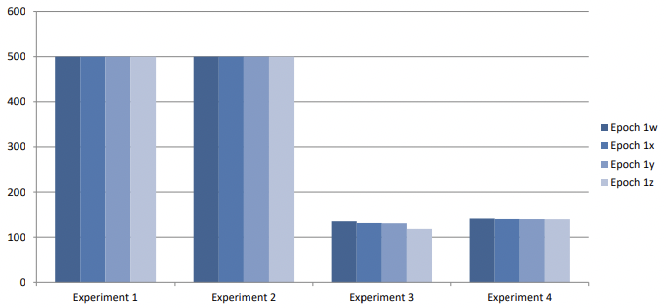 600
500
400
300
200
100
0
Experiment 1 Experiment 2 Experiment 3 Experiment 4
Epoch 1w
Epoch 1x
Epoch 1y
Epoch 1z